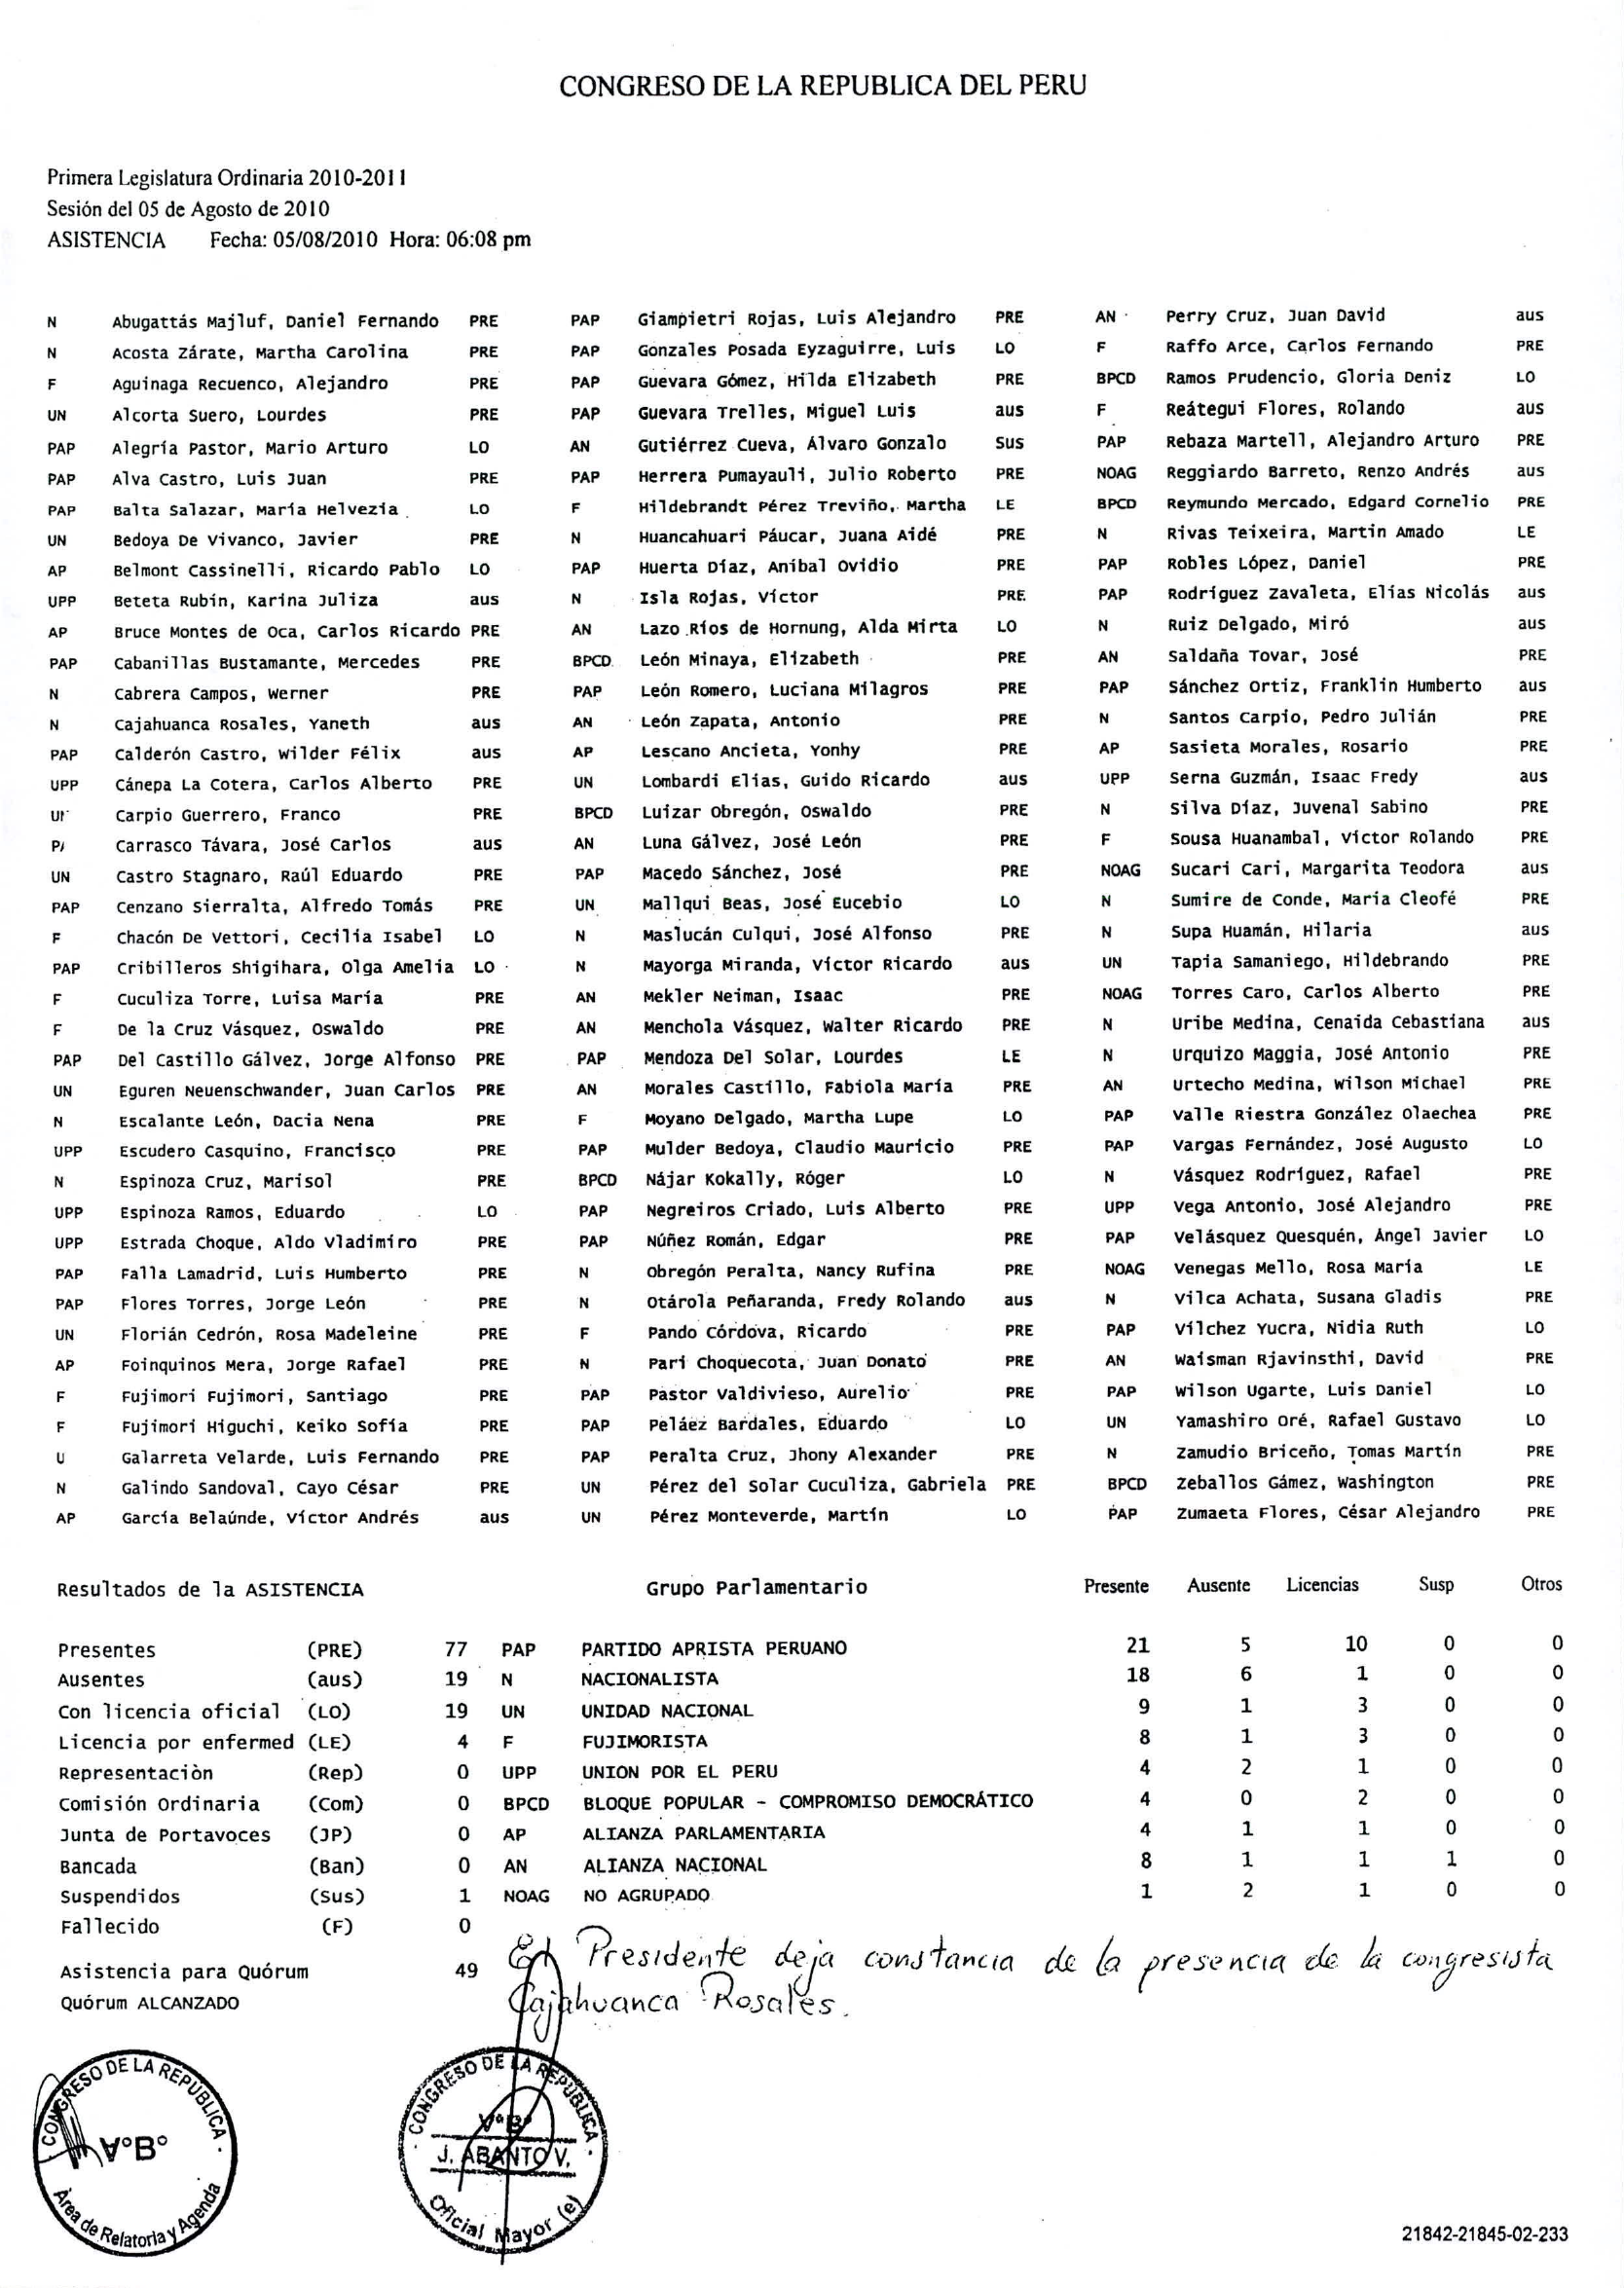 CONGRESO DE LA REPUBLICA DEL PERU
Primera Legislatura Ordinaria 2010-2011
Sesión del 05 de Agosto de 2010
ASISTENCIA Fecha: 05/08/2010 Hora: 06:08 pm
N Abugattás Majluf, Daniel Fernando PRE PAP Giampietri Rojas, Luis Alejandro PRE AN Perry Cruz, Juan David aus
N Acosta Zárate, Martha Carolina PRE PAP Gonzales Posada Eyzaguirre, Luis LO F Raffo Arce, Carlos Fernando PRE
F Aguinaga Recuenco, Alejandro PRE PAP Guevara Gómez, Hilda Elizabeth PRE BPCD Ramos Prudencio, Gloria Deniz LO
UN Alcorta Suero, Lourdes PRE PAP Guevara Trelles, Miguel Luis aus F Reátegui Flores, Rolando aus
PAP Alegría Pastor, Mario Arturo LO AN Gutiérrez Cueva, Álvaro Gonzalo Sus PAP Rebaza Martell, Alejandro Arturo PRE
PAP Alva Castro, Luis Juan PRE PAP Herrera Pumayauli, Julio Roberto PRE NOAG Reggiardo Barreto, Renzo Andrés aus
PAP Balta Salazar, María Helvezia LO F Hildebrandt Pérez Treviño, Martha LE BPCD Reymundo Mercado, Edgard Cornelio PRE
UN Bedoya De Vivanco, Javier PRE N Huancahuari Páucar, Juana Aidé PRE N Rivas Teixeira, Martin Amado LE
AP Belmont Cassinelli, Ricardo Pablo LO PAP Huerta Díaz, Aníbal Ovidio PRE PAP Robles López, Daniel PRE
UPP Beteta Rubín, Karina Juliza aus N Isla Rojas, Víctor PRE PAP Rodríguez Zavaleta, Elías Nicolás aus
AP Bruce Montes de Oca, Carlos Ricardo PRE AN Lazo Ríos de Hornung, Alda Mirta LO N Ruiz Delgado, Miró aus
PAP Cabanillas Bustamante, Mercedes PRE BPCD León Minaya, Elizabeth PRE AN Saldaña Tovar, José PRE
N Cabrera Campos, Werner PRE PAP León Romero, Luciana Milagros PRE PAP Sánchez Ortiz, Franklin Humberto aus
N Cajahuanca Rosales, Yaneth aus AN León Zapata, Antonio PRE N Santos Carpio, Pedro Julián PRE
PAP Calderón Castro, Wilder Félix aus AP Lescano Ancieta, Yonhy PRE AP Sasieta Morales, Rosario PRE
UPP Cánepa La Cotera, Carlos Alberto PRE UN Lombardi Elías, Guido Ricardo aus UPP Serna Guzmán, Isaac Fredy aus
Carpio Guerrero, Franco PRE BPCD Luizar Obregón, Oswaldo PRE N Silva Díaz, Juvenal Sabino PRE
Carrasco Távara, José Carlos aus AN Luna Gálvez, José León PRE F Sousa Huanambal, Víctor Rolando PRE
UN Castro Stagnaro, Raúl Eduardo PRE PAP Macedo Sánchez, José PRE NOAG Sucari Cari, Margarita Teodora aus
PAP Cenzano Sierralta, Alfredo Tomás PRE UN Mallqui Beas, José Eucebio LO N Sumire de Conde, María Cleofé PRE
F Chacón De Vettori, Cecilia Isabel LO N Maslucán Culqui, José Alfonso PRE N Supa Huamán, Hilaria aus
PAP Cribilleros Shigihara, Olga Amelia LO N Mayorga Miranda, Víctor Ricardo aus UN Tapia Samaniego, Hildebrando PRE
F Cuculiza Torre, Luisa María PRE AN Mekler Neiman, Isaac PRE NOAG Torres Caro, Carlos Alberto PRE
F De la Cruz Vásquez, Oswaldo PRE AN Menchola Vásquez, Walter Ricardo PRE N Uribe Medina, Cenaida Cebastiana aus
PAP Del Castillo Gálvez, Jorge Alfonso PRE PAP Mendoza Del Solar, Lourdes LE N Urquizo Maggia, José Antonio PRE
UN Eguren Neuenschwander, Juan Carlos PRE AN Morales Castillo, Fabiola María PRE AN Urtecho Medina, Wilson Michael PRE
N Escalante León, Dacia Nena PRE F Moyano Delgado, Martha Lupe LO PAP Valle Riestra González Olaechea PRE
UPP Escudero Casquino, Francisco PRE PAP Mulder Bedoya, Claudio Mauricio PRE PAP Vargas Fernández, José Augusto LO
N Espinoza Cruz, Marisol PRE BPCD Nájar Kokally, Róger LO N Vásquez Rodríguez, Rafael PRE
UPP Espinoza Ramos, Eduardo LO PAP Negreiros Criado, Luis Alberto PRE UPP Vega Antonio, José Alejandro PRE
UPP Estrada Choque, Aldo Vladimiro PRE PAP Núñez Román, Edgar PRE PAP Velásquez Quesquén, Ángel Javier LO
PAP Falla Lamadrid, Luis Humberto PRE N Obregón Peralta, Nancy Rufina PRE NOAG Venegas Mello, Rosa María LE
PAP Flores Torres, Jorge León PRE N Otárola Peñaranda, Fredy Rolando aus N Vilca Achata, Susana Gladis PRE
UN Florián Cedrón, Rosa Madeleine PRE F Pando Córdova, Ricardo PRE PAP Vílchez Yucra, Nidia Ruth LO
AP Foinquinos Mera, Jorge Rafael PRE N Pari Choquecota, Juan Donato PRE AN Waisman Rjavinsthi, David PRE
F Fujimori Fujimori, Santiago PRE PAP Pastor Valdivieso, Aurelio PRE PAP Wilson Ugarte, Luis Daniel LO
F Fujimori Higuchi, Keiko Sofía PRE PAP Peláez Bardales, Eduardo LO UN Yamashiro Oré, Rafael Gustavo LO
U Galarreta Velarde, Luis Fernando PRE PAP Peralta Cruz, Jhony Alexander PRE N Zamudio Briceño, Tomas Martín PRE
N Galindo Sandoval, Cayo César PRE UN Pérez del Solar Cuculiza, Gabriela PRE BPCD Zeballos Gámez, Washington PRE
AP García Belaúnde, Víctor Andrés aus UN Pérez Monteverde, Martín LO PAP Zumaeta Flores, César Alejandro PRE
Resultados de la ASISTENCIA Grupo Parlamentario Presente Ausente Licencias Susp Otros
Presentes (PRE) 77 PAP PARTIDO APRISTA PERUANO 21 5 10 0 0
Ausentes (aus) 19 N NACIONALISTA 18 6 1 0 0
Con licencia oficial (LO) 19 UN UNIDAD NACIONAL 9 1 3 0 0
Licencia por enfermed (LE) 4 F FUJIMORISTA 8 1 3 0 0
Representaciòn (Rep) 0 UPP UNION POR EL PERU 4 2 1 0 0
Comisión Ordinaria (Com) 0 BPCD BLOQUE POPULAR - COMPROMISO DEMOCRÁTICO 4 0 2 0 0
Junta de Portavoces (JP) 0 AP ALIANZA PARLAMENTARIA 4 1 1 0 0
Bancada (Ban) 0 AN ALIANZA NACIONAL 8 1 1 1 0
Suspendidos (Sus) 1 NOAG NO AGRUPADO 1 2 1 0 0
Fallecido (F) 0
Asistencia para Quórum 49
Quórum ALCANZADO
El Presidente deja constancia de la presencia de la congresista
Cajahuanca Rosales.
CONGRESO DE LA REPUBLICA
V°B°
Área de Relatoría y Agenda
CONGRESO DE LA REPUBLICA
V°B°
J. ABANTO V.
Oficial Mayor (e)
21842-21845-02-233